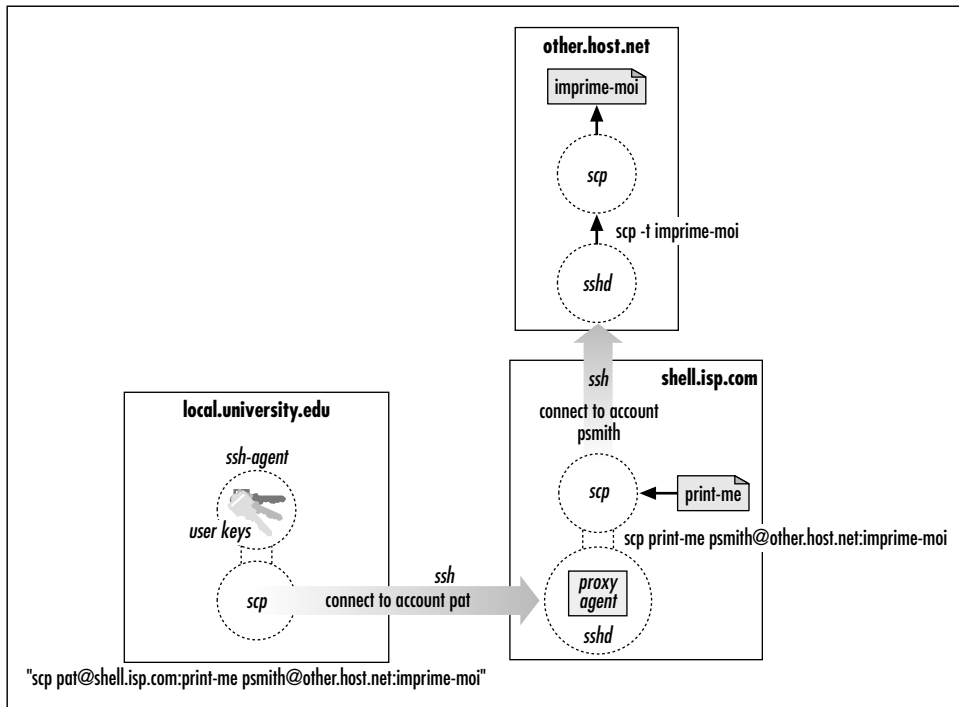 other.host.net
imprime-moi
scp
scp -t imprime-moi
sshd
ssh
shell.isp.com
connect to account
psmith
local.university.edu
ssh-agent
user keys
scp
print-me
scp print-me psmith@other.host.net:imprime-moi
scp
ssh
connect to account pat
proxy
agent
sshd
"scp pat@shell.isp.com:print-me psmith@other.host.net:imprime-moi"